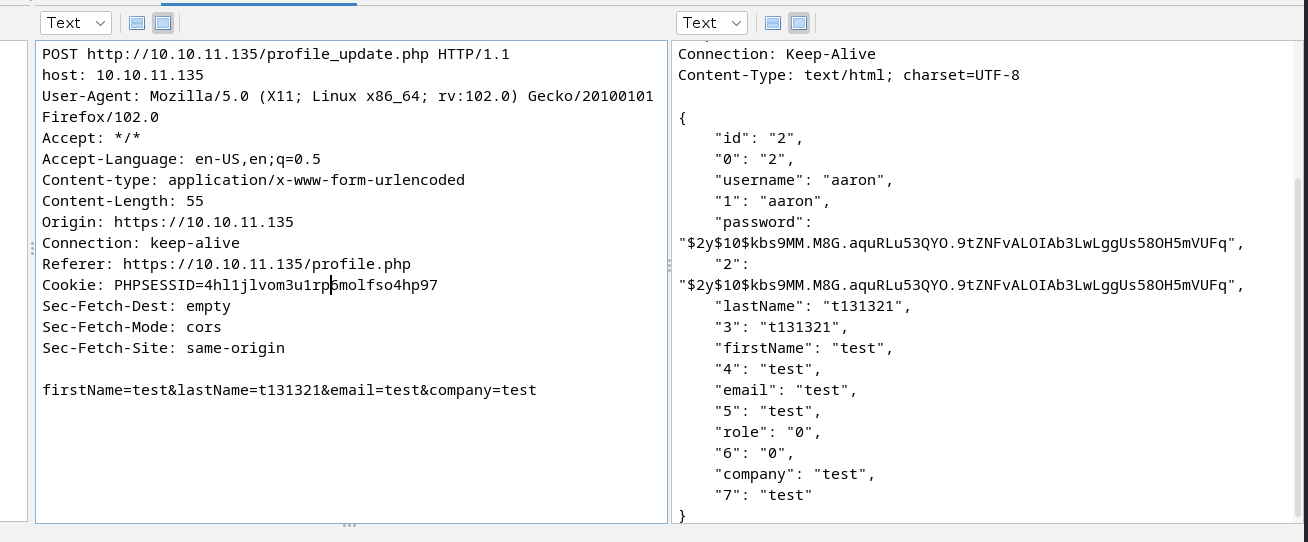 Text
Text
POST http://10.10.11.135/profile_update.php HTTP/1.1
host: 10.10.11.135
User-Agent: Mozilla/5.0 (X11; Linux x86_64; rv:102.0) Gecko/20100101
Firefox/102.0
Accept: */*
Accept-Language: en-US,en;q=0.5
Content-type: application/x-www-form-urlencoded
Content-Length: 55
Origin: https://10.10.11.135
Connection: keep-alive
Referer: https://10.10.11.135/profile.php
Cookie: PHPSESSID=4hl1jlvom3u1rp6molfso4hp97
Sec-Fetch-Dest: empty
Sec-Fetch-Mode: cors
Sec-Fetch-Site: same-origin
firstName=test&lastName=t131321&email=test&company=test
Connection: Keep-Alive
Content-Type: text/html; charset=UTF-8
{
"id": "2",
"0": "2",
"username": "aaron",
"1": "aaron",
"password":
"$2y$10$kbs9MM.M8G.aquRLu53QYO.9tZNFvALOIAb3LwLggUs58OH5mVUFq",
"2":
"$2y$10$kbs9MM.M8G.aquRLu53QYO.9tZNFvALOIAb3LwLggUs58OH5mVUFq",
"lastName": "t131321",
"3": "t131321",
"firstName": "test",
"4": "test",
"email": "test",
"5": "test",
"role": "0",
"6": "0",
"company": "test",
"7": "test"
}